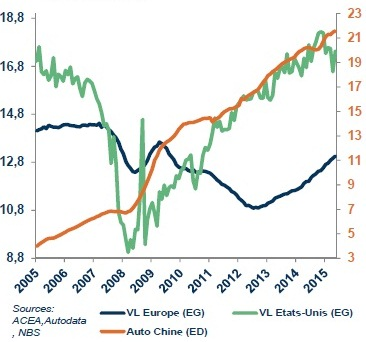 18,8
16,8
14,8
12,8
10,8
8,8
23
21
19
17
15
13
11
9
7
5
3
2005 2006 2007 2008 2009 2010 2011 2012 2013 2014 2015
Sources:
ACEA,Autodata
, NBS
VL Europe (EG)
VL Etats-Unis (EG)
Auto Chine (ED)